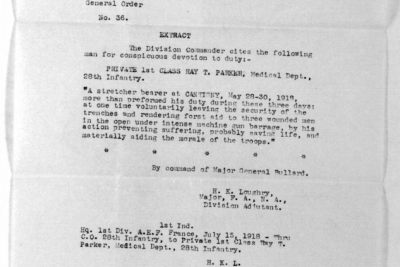 General Order
No. 36.
EXTRACT
The Division Commander cites the following
man for conspicuous devotion to duty:-
PRIVATE 1st CLASS RAY T. PARKER, Medical Dept.,
28th Infantry.
"A stretcher bearer at CANTIGNY, May 28-30, 1918,
more than preformed his duty during these three days:
at one time voluntarily leaving the security of the
trenches and rendering forst aid to three wounded men
in the open under intense machine gun barrage, by his
action preventing suffering, probably saving life, and
materially aiding the morale of the troops."
* * * * *
By command of Major General Bullard.
H. K. Loughry,
Major, F. A., N. A.,
Division Adjutant.
1st Ind.
Hq. 1st Div. A.E.F. France, July 15, 1918 - Thru
C.O. 28th Infantry, to Private 1st Class Ray T.
Parker, Medical Dept., 28th Infantry.
H. K. L.